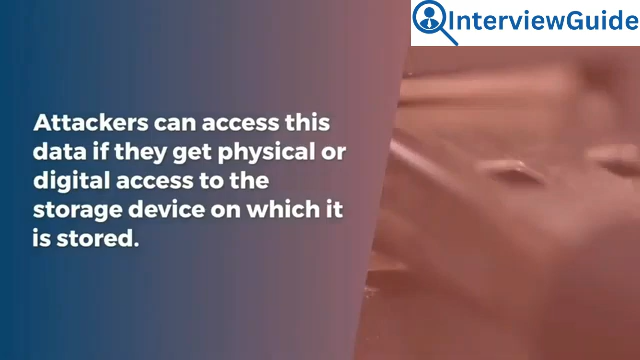 InterviewGuide
Attackers can access this
data if they get physical or
digital access to the
storage device on which it
is stored.